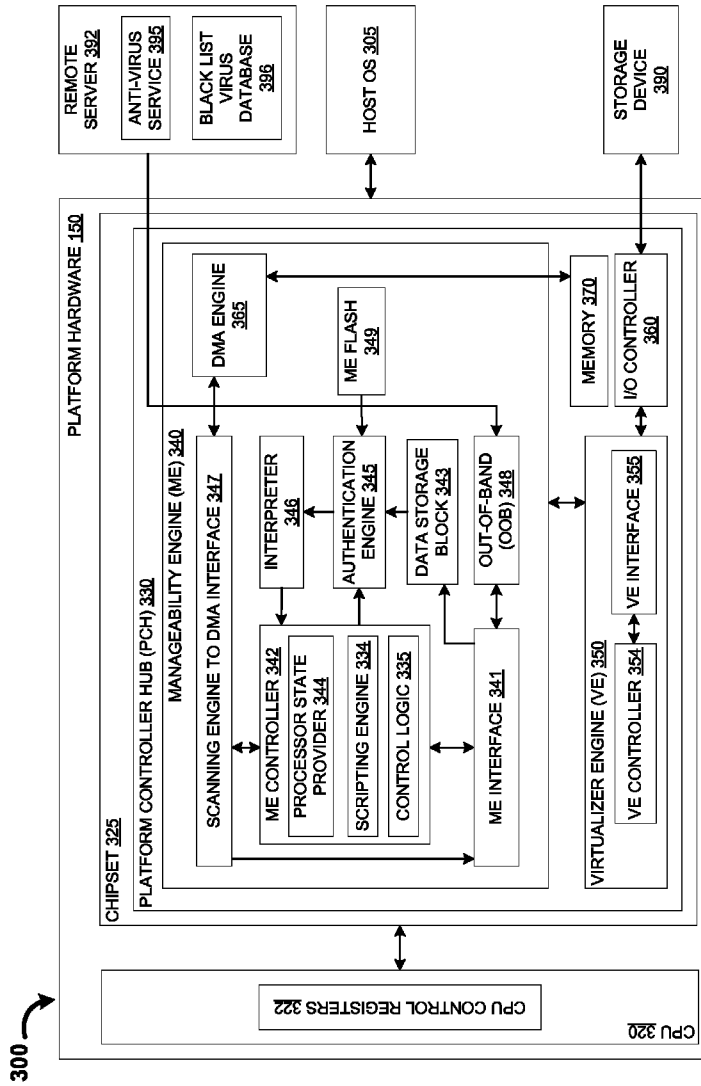 300
PLATFORM HARDWARE 150
CPU 320
CPU CONTROL REGISTERS 322
CHIPSET 325
PLATFORM CONTROLLER HUB (PCH) 330
MANAGEABILITY ENGINE (ME) 340
SCANNING ENGINE TO DMA INTERFACE 347
DMA ENGINE
365
ME CONTROLLER 342
PROCESSOR STATE
PROVIDER 344
SCRIPTING ENGINE 334
CONTROL LOGIC 335
INTERPRETER
346
AUTHENTICATION
ENGINE 345
ME FLASH
349
DATA STORAGE
BLOCK 343
ME INTERFACE 341
OUT-OF-BAND
(OOB) 348
MEMORY 370
VIRTUALIZER ENGINE (VE) 350
VE CONTROLLER 354
VE INTERFACE 355
I/O CONTROLLER
360
REMOTE
SERVER 392
ANTI-VIRUS
SERVICE 395
BLACK LIST
VIRUS
DATABASE
396
HOST OS 305
STORAGE
DEVICE 390